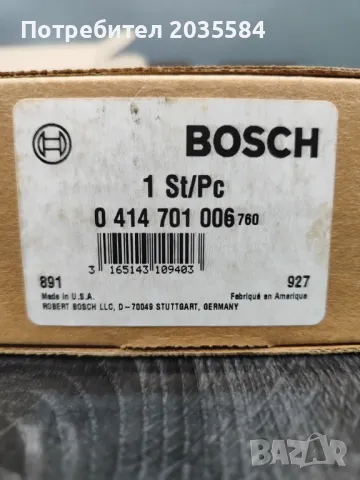 Потребител 2035584
BOSCH
1 St/Pc
0 414 701 006 760
3 165143 109403
891 927
Made in U.S.A. Fabriqué en Amerique
ROBERT BOSCH LLC, D-70049 STUTTGART, GERMANY
BAZAR